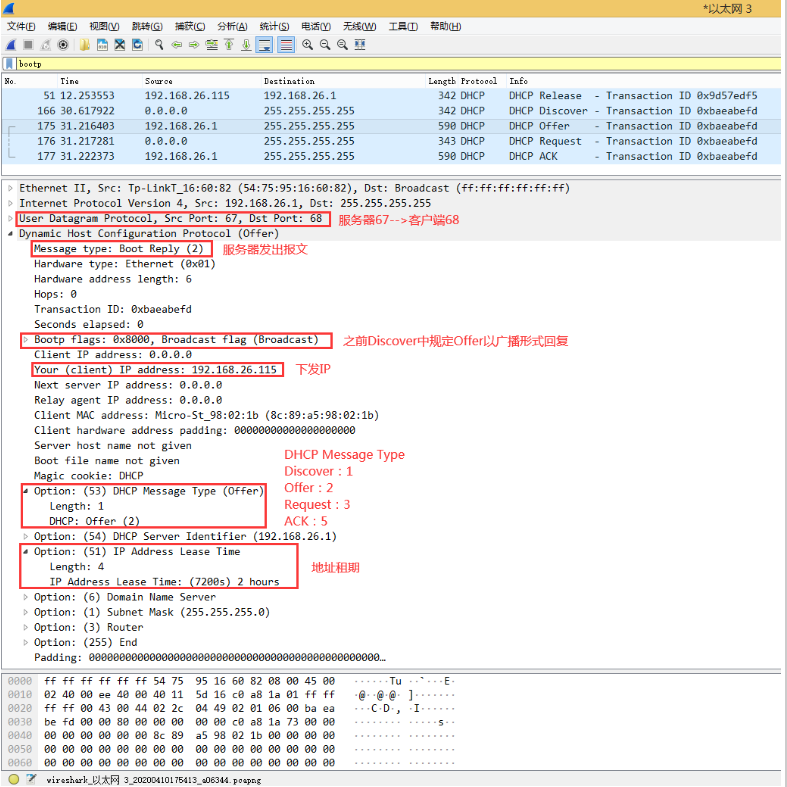 *以太网 3
文件(F) 编辑(E) 视图(V) 跳转(G) 捕获(C) 分析(A) 统计(S) 电话(Y) 无线(W) 工具(T) 帮助(H)
bootp
No. Time Source Destination Length Protocol Info
51 12.253553 192.168.26.115 192.168.26.1 342 DHCP DHCP Release - Transaction ID 0x9d57edf5
166 30.617922 0.0.0.0 255.255.255.255 342 DHCP DHCP Discover - Transaction ID 0xbaeabefd
175 31.216403 192.168.26.1 255.255.255.255 590 DHCP DHCP Offer - Transaction ID 0xbaeabefd
176 31.217281 0.0.0.0 255.255.255.255 343 DHCP DHCP Request - Transaction ID 0xbaeabefd
177 31.222373 192.168.26.1 255.255.255.255 590 DHCP DHCP ACK - Transaction ID 0xbaeabefd
Ethernet II, Src: Tp-LinkT_16:60:82 (54:75:95:16:60:82), Dst: Broadcast (ff:ff:ff:ff:ff:ff)
Internet Protocol Version 4, Src: 192.168.26.1, Dst: 255.255.255.255
User Datagram Protocol, Src Port: 67, Dst Port: 68 服务器67-->客户端68
Dynamic Host Configuration Protocol (Offer)
Message type: Boot Reply (2) 服务器发出报文
Hardware type: Ethernet (0x01)
Hardware address length: 6
Hops: 0
Transaction ID: 0xbaeabefd
Seconds elapsed: 0
Bootp flags: 0x8000, Broadcast flag (Broadcast) 之前Discover中规定Offer以广播形式回复
Client IP address: 0.0.0.0
Your (client) IP address: 192.168.26.115 下发IP
Next server IP address: 0.0.0.0
Relay agent IP address: 0.0.0.0
Client MAC address: Micro-St_98:02:1b (8c:89:a5:98:02:1b)
Client hardware address padding: 00000000000000000000
Server host name not given
Boot file name not given
Magic cookie: DHCP
Option: (53) DHCP Message Type (Offer)
Length: 1
DHCP: Offer (2)
DHCP Message Type
Discover：1
Offer：2
Request：3
ACK：5
Option: (54) DHCP Server Identifier (192.168.26.1)
Option: (51) IP Address Lease Time
Length: 4 地址租期
IP Address Lease Time: (7200s) 2 hours
Option: (6) Domain Name Server
Option: (1) Subnet Mask (255.255.255.0)
Option: (3) Router
Option: (255) End
0000 ff ff ff ff ff ff 54 75 95 16 60 82 08 00 45 00 ······Tu ··`···E·
0010 02 40 00 ee 40 00 40 11 5d 16 c0 a8 1a 01 ff ff ·@··@·@· ]·······
0020 ff ff 00 43 00 44 02 2c 04 49 02 01 06 00 ba ea ···C·D·, ·I······
0030 be fd 00 00 80 00 00 00 00 00 c0 a8 1a 73 00 00 ········ ·····s··
0040 00 00 00 00 00 00 8c 89 a5 98 02 1b 00 00 00 00 ········ ········
0050 00 00 00 00 00 00 00 00 00 00 00 00 00 00 00 00 ········ ········
0060 00 00 00 00 00 00 00 00 00 00 00 00 00 00 00 00 ········ ········
wireshark_以太网 3_20200410175413_a06344.pcapng